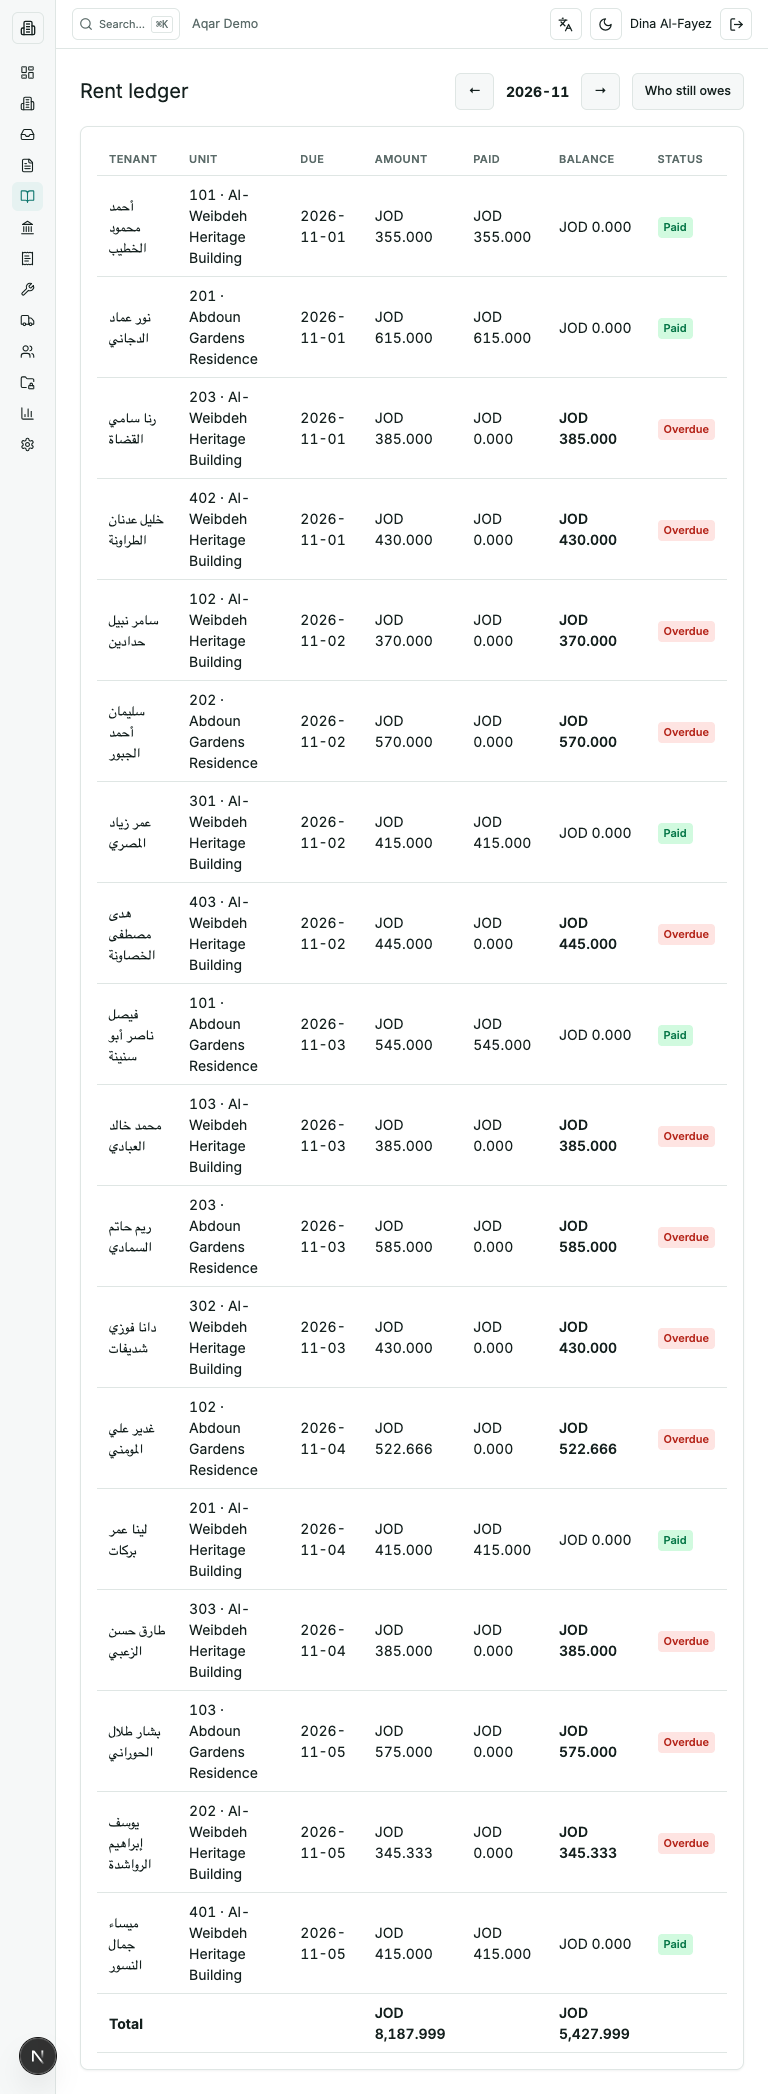 Search... ⌘K Aqar Demo Dina Al-Fayez
Rent ledger ← 2026-11 → Who still owes
TENANT UNIT DUE AMOUNT PAID BALANCE STATUS
أحمد محمود الخطيب 101 · Al-Weibdeh Heritage Building 2026-11-01 JOD 355.000 JOD 355.000 JOD 0.000 Paid
نور عماد الدجاني 201 · Abdoun Gardens Residence 2026-11-01 JOD 615.000 JOD 615.000 JOD 0.000 Paid
رنا سامي القضاة 203 · Al-Weibdeh Heritage Building 2026-11-01 JOD 385.000 JOD 0.000 JOD 385.000 Overdue
خليل عدنان الطراونة 402 · Al-Weibdeh Heritage Building 2026-11-01 JOD 430.000 JOD 0.000 JOD 430.000 Overdue
سامر نبيل حدادين 102 · Al-Weibdeh Heritage Building 2026-11-02 JOD 370.000 JOD 0.000 JOD 370.000 Overdue
سليمان أحمد الجبور 202 · Abdoun Gardens Residence 2026-11-02 JOD 570.000 JOD 0.000 JOD 570.000 Overdue
عمر زياد المصري 301 · Al-Weibdeh Heritage Building 2026-11-02 JOD 415.000 JOD 415.000 JOD 0.000 Paid
هدى مصطفى الخصاونة 403 · Al-Weibdeh Heritage Building 2026-11-02 JOD 445.000 JOD 0.000 JOD 445.000 Overdue
فيصل ناصر أبو سنينة 101 · Abdoun Gardens Residence 2026-11-03 JOD 545.000 JOD 545.000 JOD 0.000 Paid
محمد خالد العبادي 103 · Al-Weibdeh Heritage Building 2026-11-03 JOD 385.000 JOD 0.000 JOD 385.000 Overdue
ريم حاتم السمادي 203 · Abdoun Gardens Residence 2026-11-03 JOD 585.000 JOD 0.000 JOD 585.000 Overdue
دانا فوزي شديفات 302 · Al-Weibdeh Heritage Building 2026-11-03 JOD 430.000 JOD 0.000 JOD 430.000 Overdue
غدير علي المومني 102 · Abdoun Gardens Residence 2026-11-04 JOD 522.666 JOD 0.000 JOD 522.666 Overdue
لينا عمر بركات 201 · Al-Weibdeh Heritage Building 2026-11-04 JOD 415.000 JOD 415.000 JOD 0.000 Paid
طارق حسن الزعبي 303 · Al-Weibdeh Heritage Building 2026-11-04 JOD 385.000 JOD 0.000 JOD 385.000 Overdue
بشار طلال الحوراني 103 · Abdoun Gardens Residence 2026-11-05 JOD 575.000 JOD 0.000 JOD 575.000 Overdue
يوسف إبراهيم الرواشدة 202 · Al-Weibdeh Heritage Building 2026-11-05 JOD 345.333 JOD 0.000 JOD 345.333 Overdue
ميساء جمال النسور 401 · Al-Weibdeh Heritage Building 2026-11-05 JOD 415.000 JOD 415.000 JOD 0.000 Paid
Total JOD 8,187.999 JOD 5,427.999
N